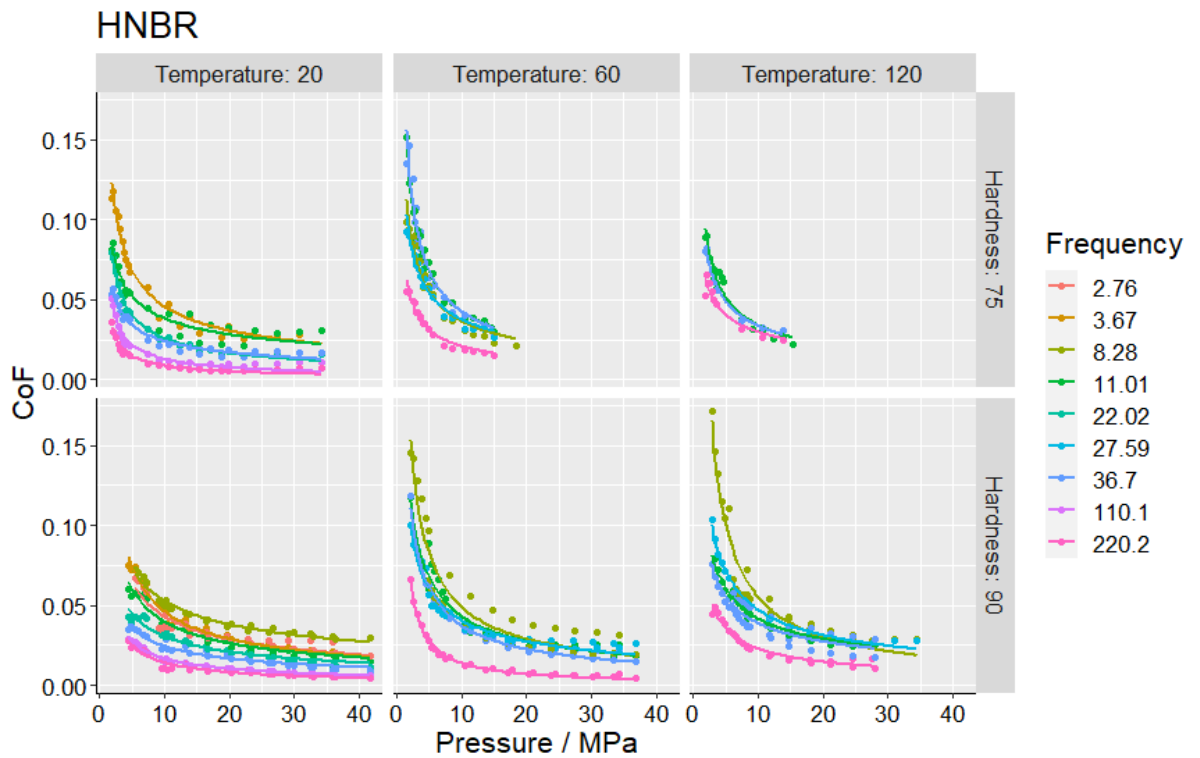 HNBR
Temperature: 20
Temperature: 60
Temperature: 120
0.15
0.10
0.05
0.00
Hardness: 75
0.15
0.10
0.05
0.00
Hardness: 90
CoF
0 10 20 30 40
0 10 20 30 40
0 10 20 30 40
Pressure / MPa
Frequency
2.76
3.67
8.28
11.01
22.02
27.59
36.7
110.1
220.2